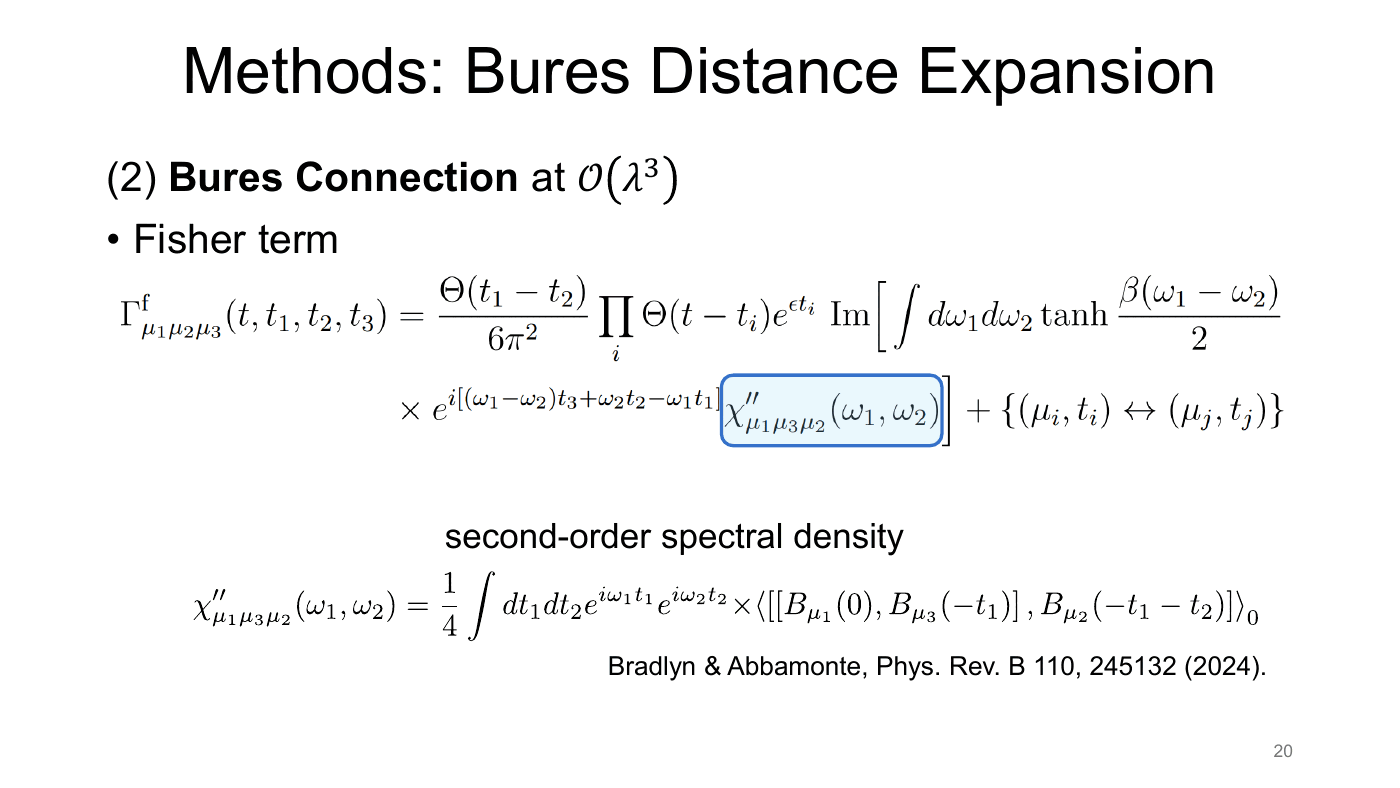 Methods: Bures Distance Expansion
(2) Bures Connection at 𝒪(λ³)
• Fisher term
Γ^f_{μ₁μ₂μ₃}(t, t₁, t₂, t₃) = Θ(t₁ − t₂)/6π² ∏_i Θ(t − t_i)e^{ϵt_i} Im[∫ dω₁dω₂ tanh β(ω₁ − ω₂)/2
× e^{i[(ω₁−ω₂)t₃+ω₂t₂−ω₁t₁]} χ″_{μ₁μ₃μ₂}(ω₁, ω₂)] + {(μ_i, t_i) ↔ (μ_j, t_j)}
second-order spectral density
χ″_{μ₁μ₃μ₂}(ω₁, ω₂) = 1/4 ∫ dt₁dt₂e^{iω₁t₁}e^{iω₂t₂}×⟨[[B_{μ₁}(0), B_{μ₃}(−t₁)] , B_{μ₂}(−t₁ − t₂)]⟩₀
Bradlyn & Abbamonte, Phys. Rev. B 110, 245132 (2024).
20